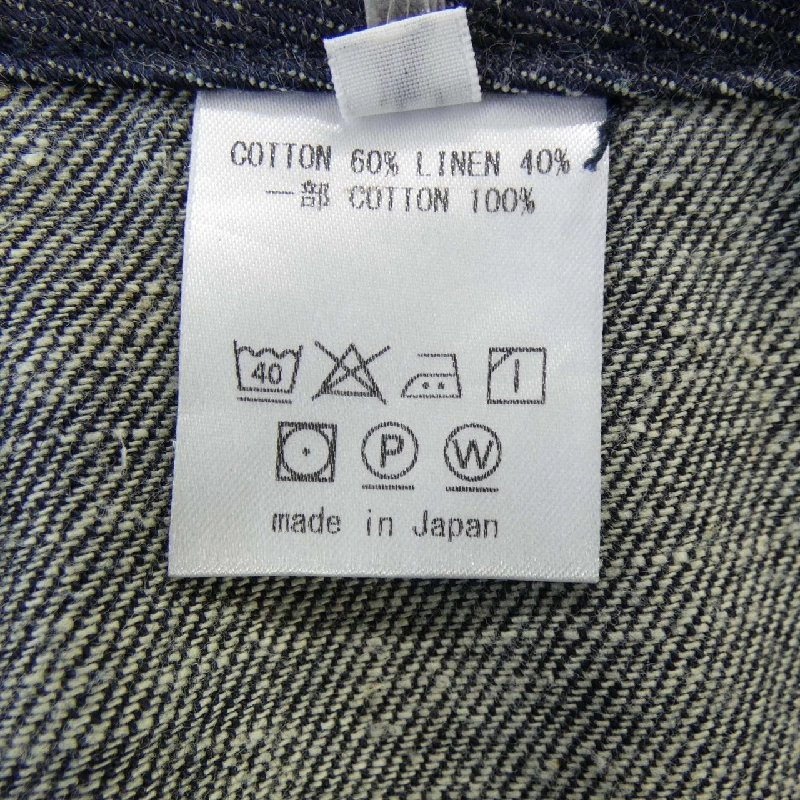 COTTON 60% LINEN 40%
一部 COTTON 100%
40
P W
made in Japan